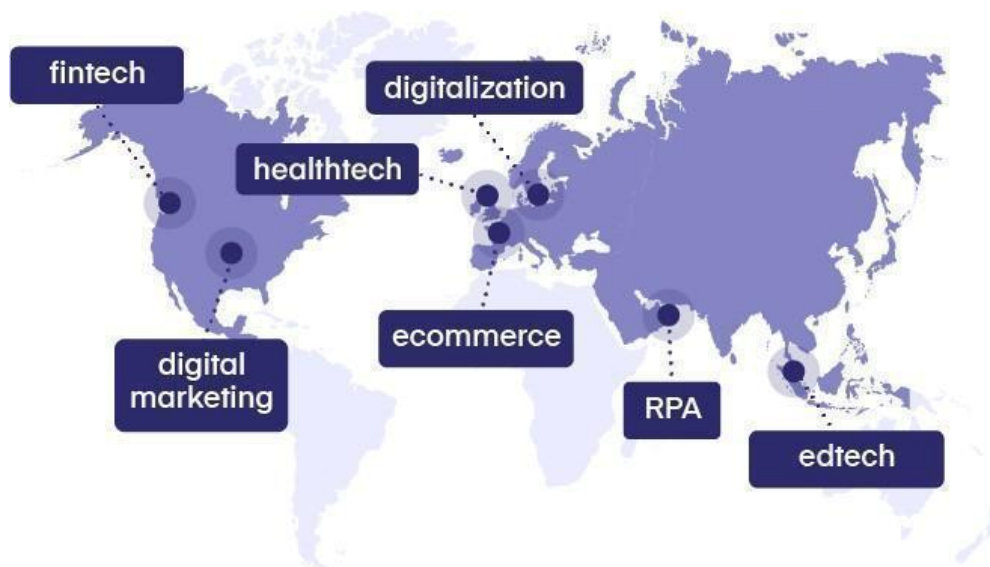 fintech
digitalization
healthtech
ecommerce
digital
marketing
RPA
edtech